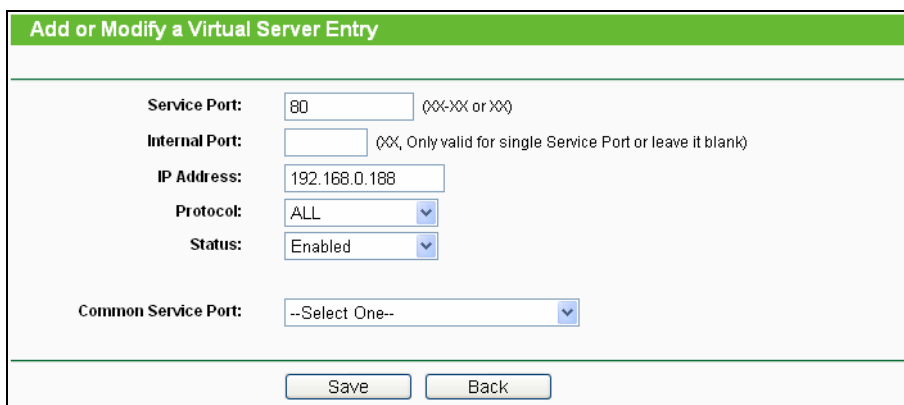 Add or Modify a Virtual Server Entry
Service Port: 80 (XX-XX or XX)
Internal Port: (XX, Only valid for single Service Port or leave it blank)
IP Address: 192.168.0.188
Protocol: ALL
Status: Enabled
Common Service Port: --Select One--
Save Back